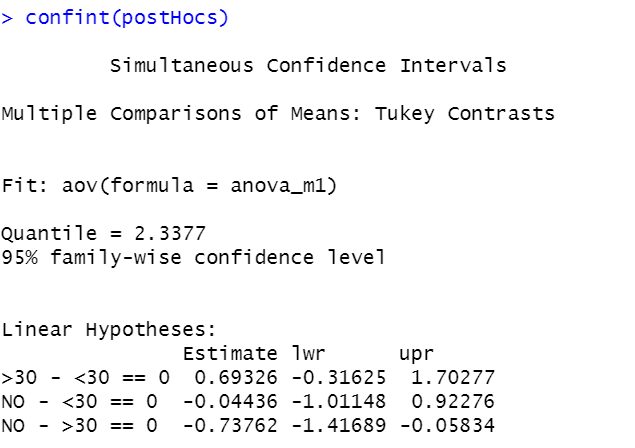 > confint(postHocs)
Simultaneous Confidence Intervals
Multiple Comparisons of Means: Tukey Contrasts
Fit: aov(formula = anova_m1)
Quantile = 2.3377
95% family-wise confidence level
Linear Hypotheses:
Estimate lwr upr
>30 - <30 == 0 0.69326 -0.31625 1.70277
NO - <30 == 0 -0.04436 -1.01148 0.92276
NO - >30 == 0 -0.73762 -1.41689 -0.05834